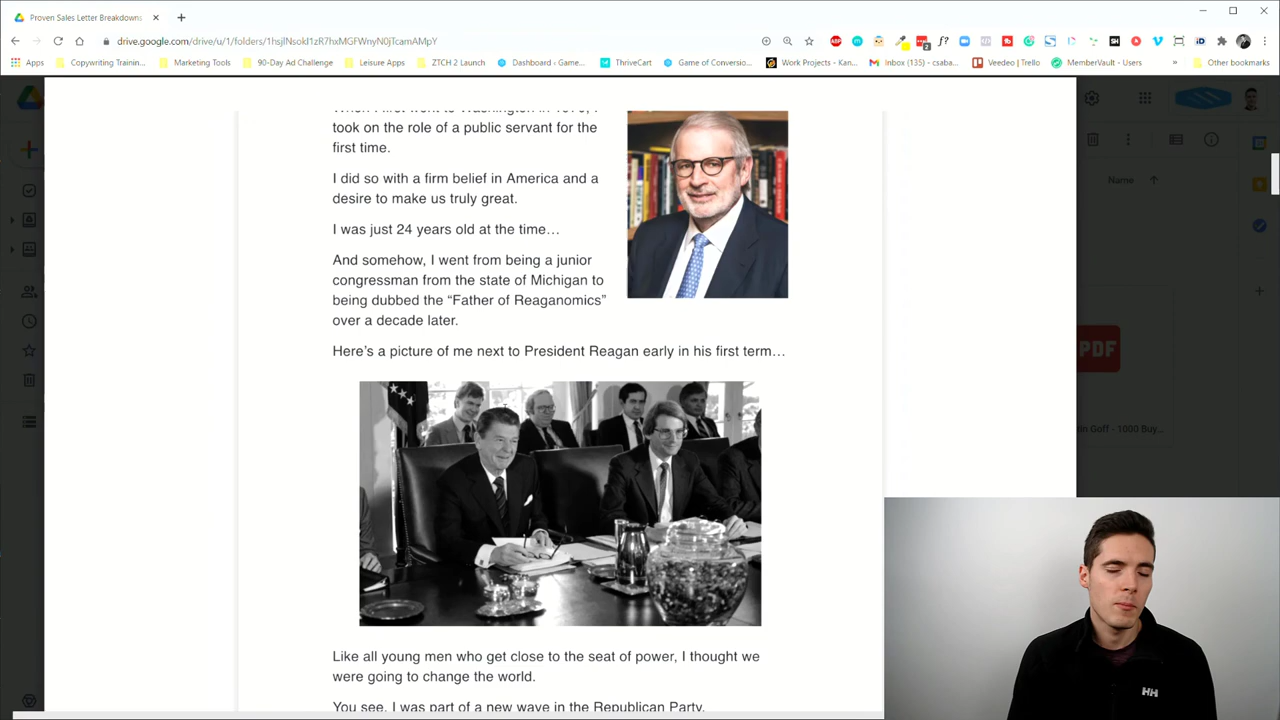 Proven Sales Letter Breakdowns
drive.google.com/drive/u/1/folders/1hsjlNsold1zR7hxMGFWnyN0jTcamAMpY
Apps
Copywriting Trainin...
Marketing Tools
90-Day Ad Challenge
Leisure Apps
ZTCH 2 Launch
Dashboard ‹ Game...
ThriveCart
Game of Conversio...
Work Projects - Kan...
Inbox (135) - csaba...
Veedeo | Trello
MemberVault - Users
Other bookmarks
took on the role of a public servant for the
first time.
I did so with a firm belief in America and a
desire to make us truly great.
I was just 24 years old at the time…
And somehow, I went from being a junior
congressman from the state of Michigan to
being dubbed the “Father of Reaganomics”
over a decade later.
Here’s a picture of me next to President Reagan early in his first term…
Like all young men who get close to the seat of power, I thought we
were going to change the world.
You see, I was part of a new wave in the Republican Party.
Name
PDF
in Goff - 1000 Buy...
HH